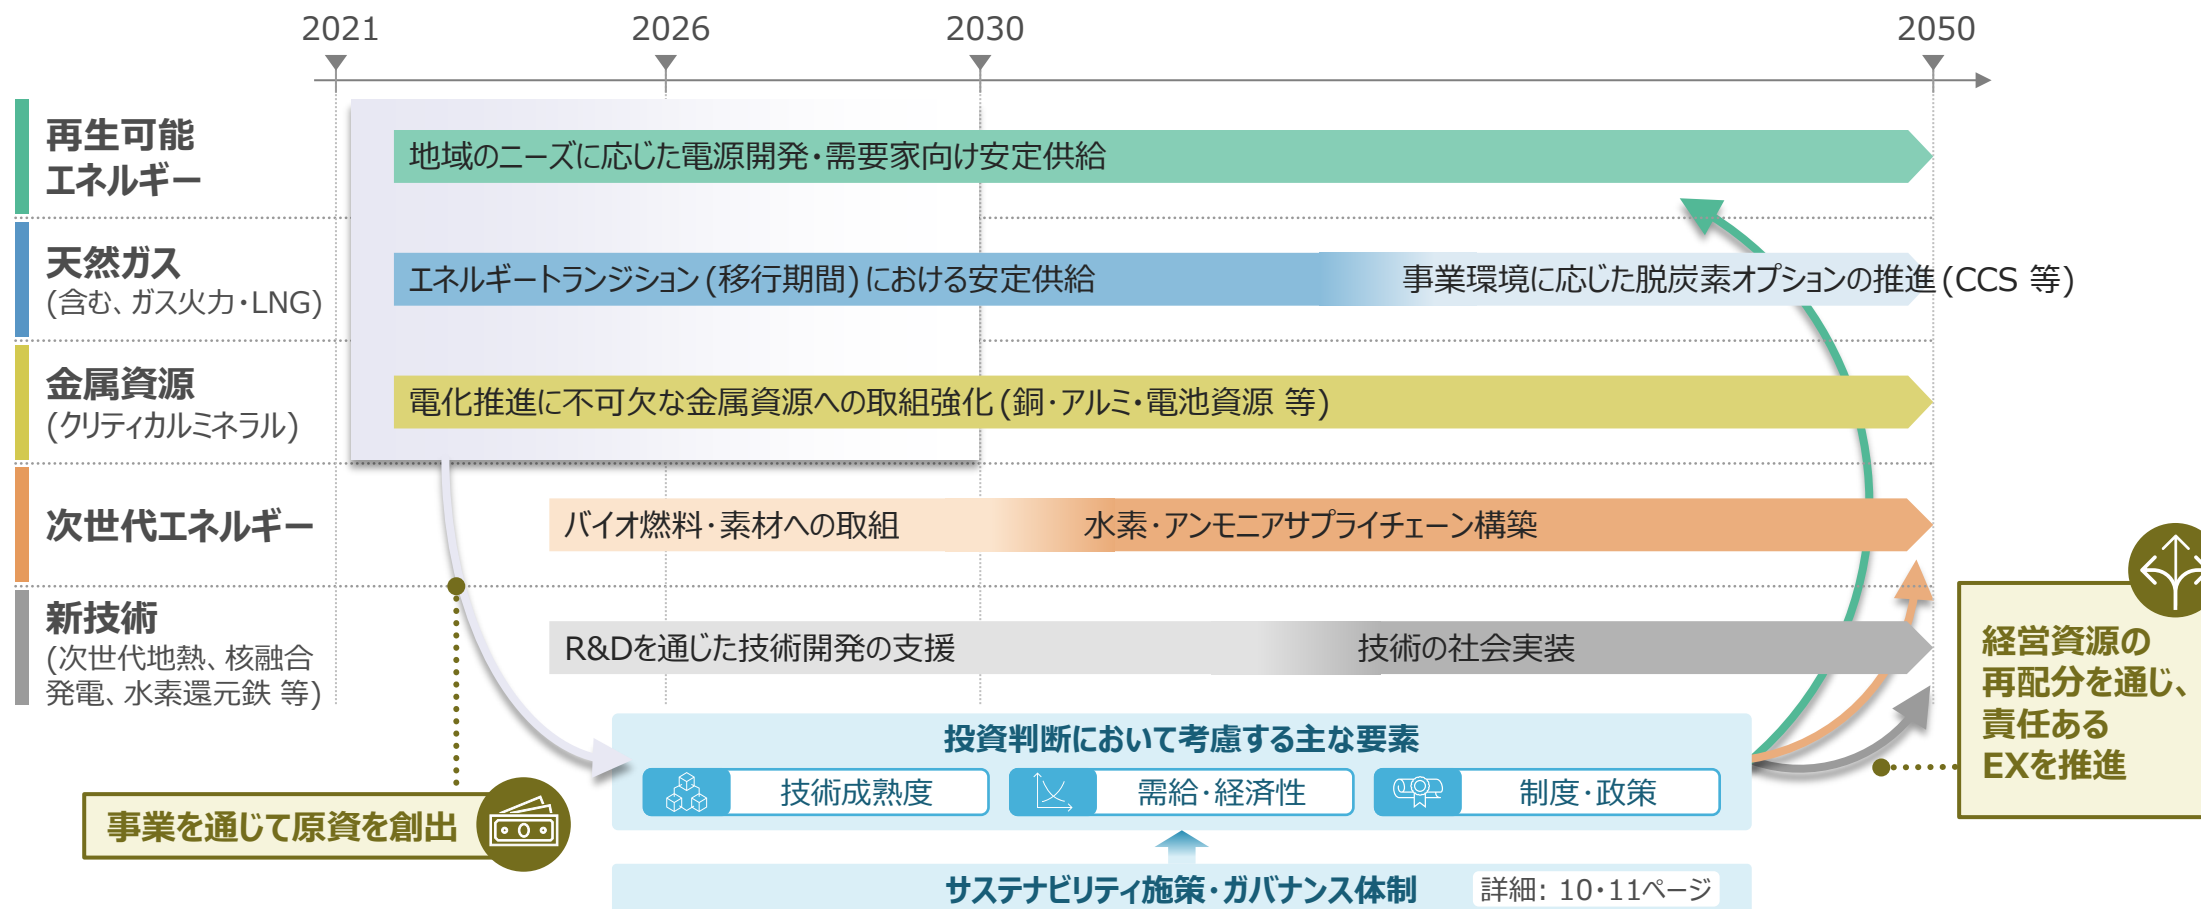 2021
2026
2030
2050
再生可能
エネルギー
地域のニーズに応じた電源開発・需要家向け安定供給
天然ガス
(含む、ガス火力・LNG)
エネルギートランジション(移行期間)における安定供給
事業環境に応じた脱炭素オプションの推進(CCS 等)
金属資源
(クリティカルミネラル)
電化推進に不可欠な金属資源への取組強化(銅・アルミ・電池資源 等)
次世代エネルギー
バイオ燃料・素材への取組
水素・アンモニアサプライチェーン構築
新技術
(次世代地熱、核融合
発電、水素還元鉄 等)
R&Dを通じた技術開発の支援
技術の社会実装
経営資源の
再配分を通じ、
責任ある
EXを推進
投資判断において考慮する主な要素
技術成熟度
需給・経済性
制度・政策
事業を通じて原資を創出
サステナビリティ施策・ガバナンス体制
詳細: 10・11ページ